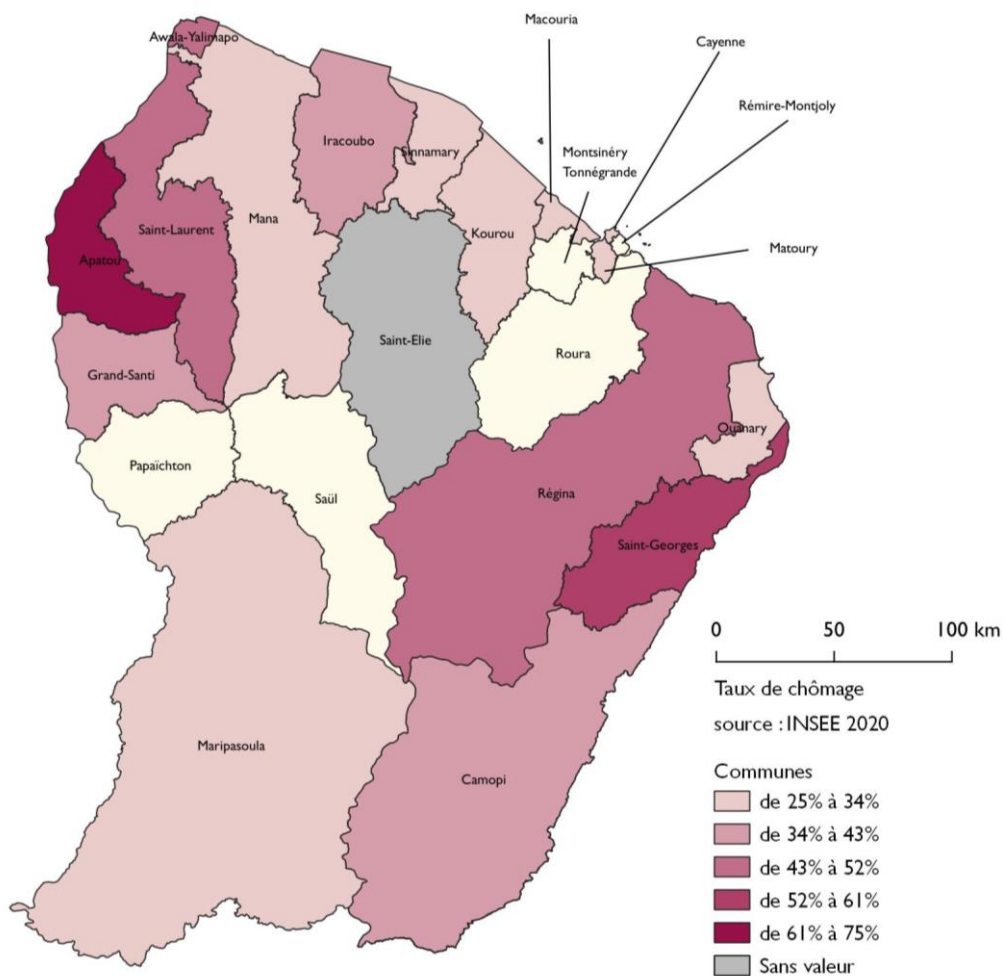 Macouria
Cayenne
Awala-Yalimapo
Rémire-Montjoly
Iracoubo
Sinnamary
Montsinéry
Tonnégrande
Mana
Saint-Laurent
Kourou
Matoury
Apatou
Saint-Elie
Roura
Grand-Santi
Ouanary
Papaïchton
Saül
Régina
Saint-Georges
Maripasoula
Camopi
0 50 100 km
Taux de chômage
source : INSEE 2020
Communes
de 25% à 34%
de 34% à 43%
de 43% à 52%
de 52% à 61%
de 61% à 75%
Sans valeur